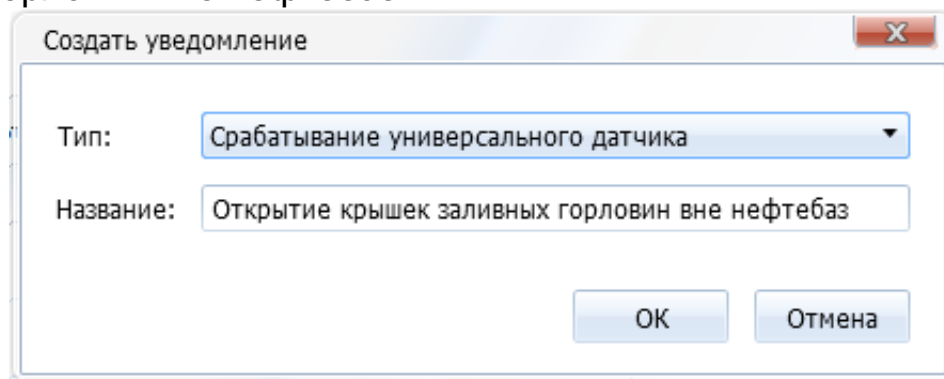 Создать уведомление
Тип: Срабатывание универсального датчика
Название: Открытие крышек заливных горловин вне нефтебаз
ОК Отмена